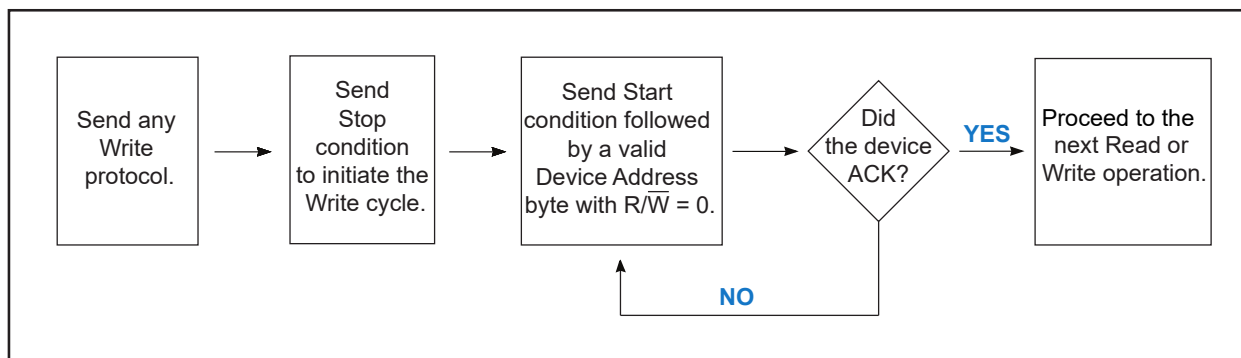 Send any
Write
protocol.
Send
Stop
condition
to initiate the
Write cycle.
Send Start
condition followed
by a valid
Device Address
byte with R/W̅ = 0.
Did
the device
ACK?
YES
Proceed to the
next Read or
Write operation.
NO